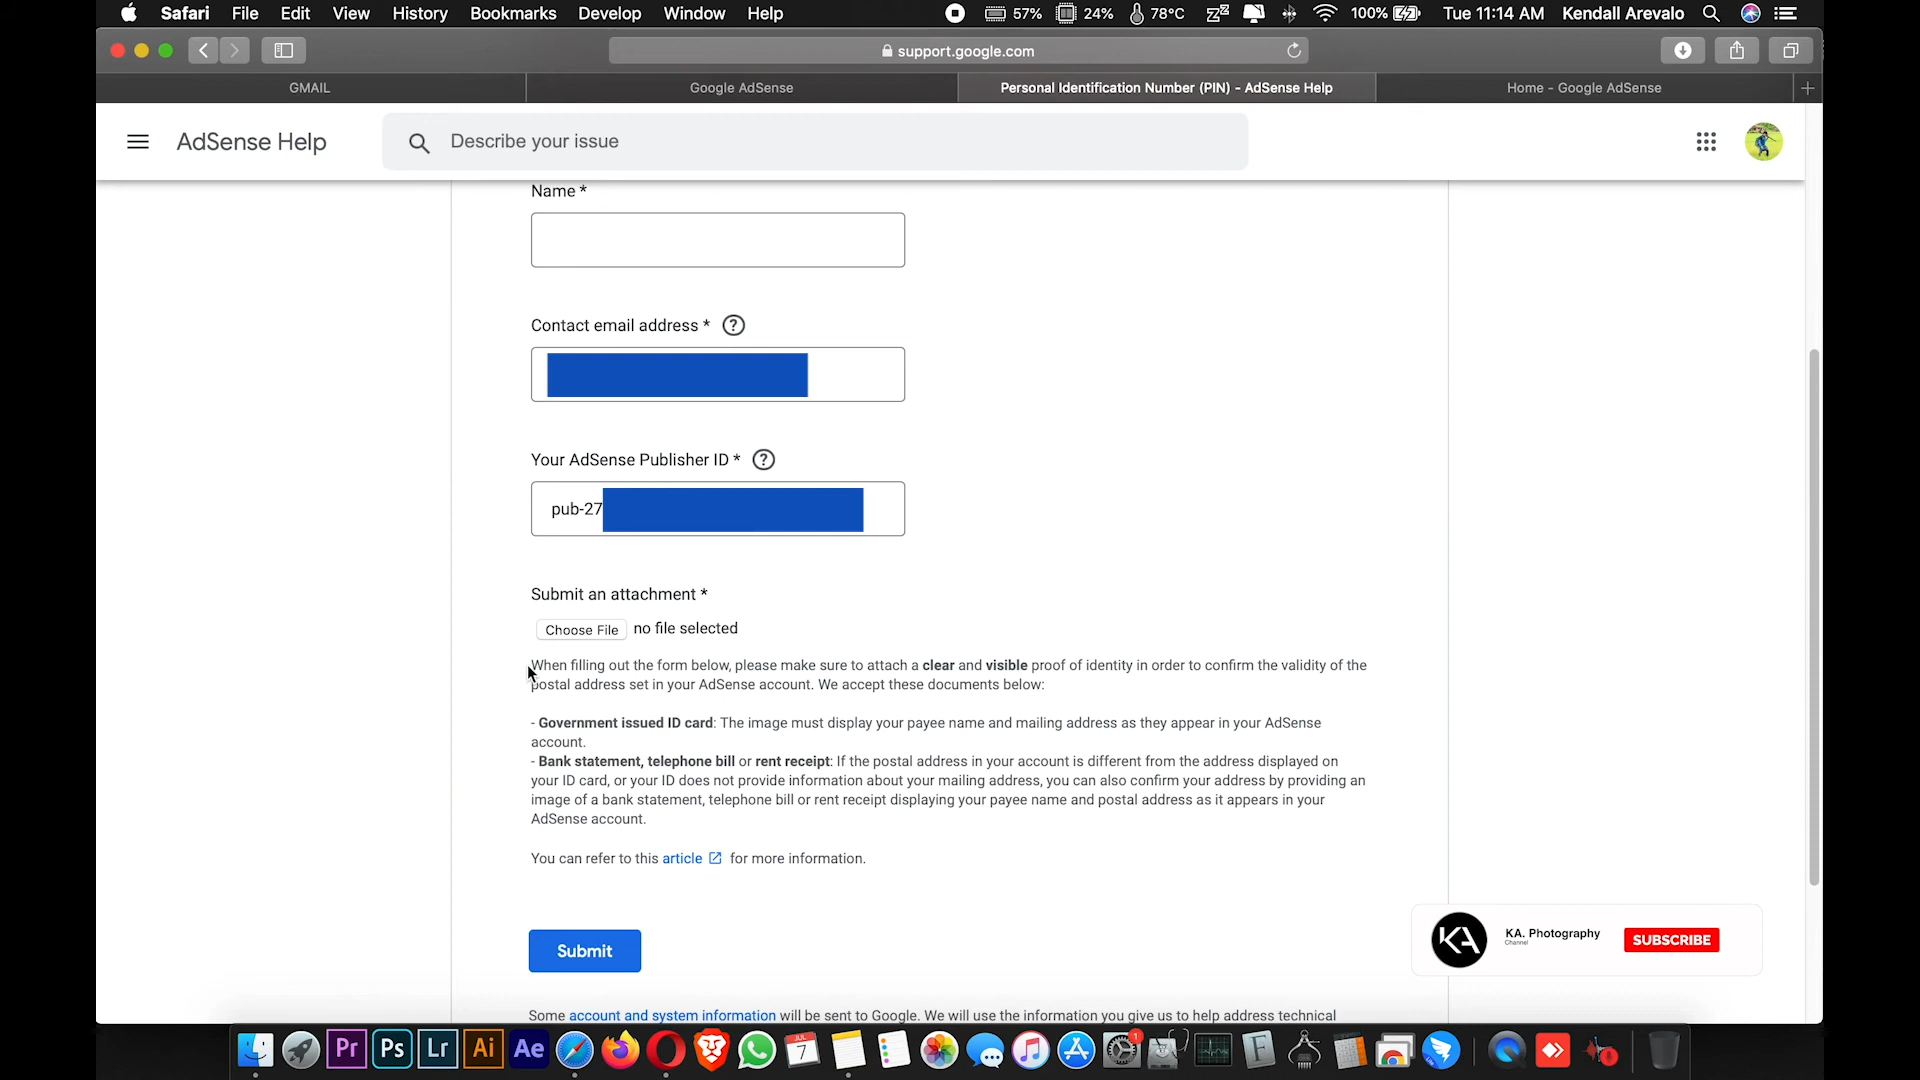 Safari File Edit View History Bookmarks Develop Window Help 57% 24% 78°C 100% Tue 11:14 AM Kendall Arevalo
support.google.com
GMAIL Google AdSense Personal Identification Number (PIN) - AdSense Help Home - Google AdSense
AdSense Help Describe your issue
Name *
Contact email address *
Your AdSense Publisher ID *
pub-27
Submit an attachment *
Choose File no file selected
When filling out the form below, please make sure to attach a clear and visible proof of identity in order to confirm the validity of the
postal address set in your AdSense account. We accept these documents below:
- Government issued ID card: The image must display your payee name and mailing address as they appear in your AdSense
account.
- Bank statement, telephone bill or rent receipt: If the postal address in your account is different from the address displayed on
your ID card, or your ID does not provide information about your mailing address, you can also confirm your address by providing an
image of a bank statement, telephone bill or rent receipt displaying your payee name and postal address as it appears in your
AdSense account.
You can refer to this article for more information.
Submit
KA KA. Photography SUBSCRIBE
Channel
Some account and system information will be sent to Google. We will use the information you give us to help address technical
Pr Ps Lr Ai Ae JUL 7 1